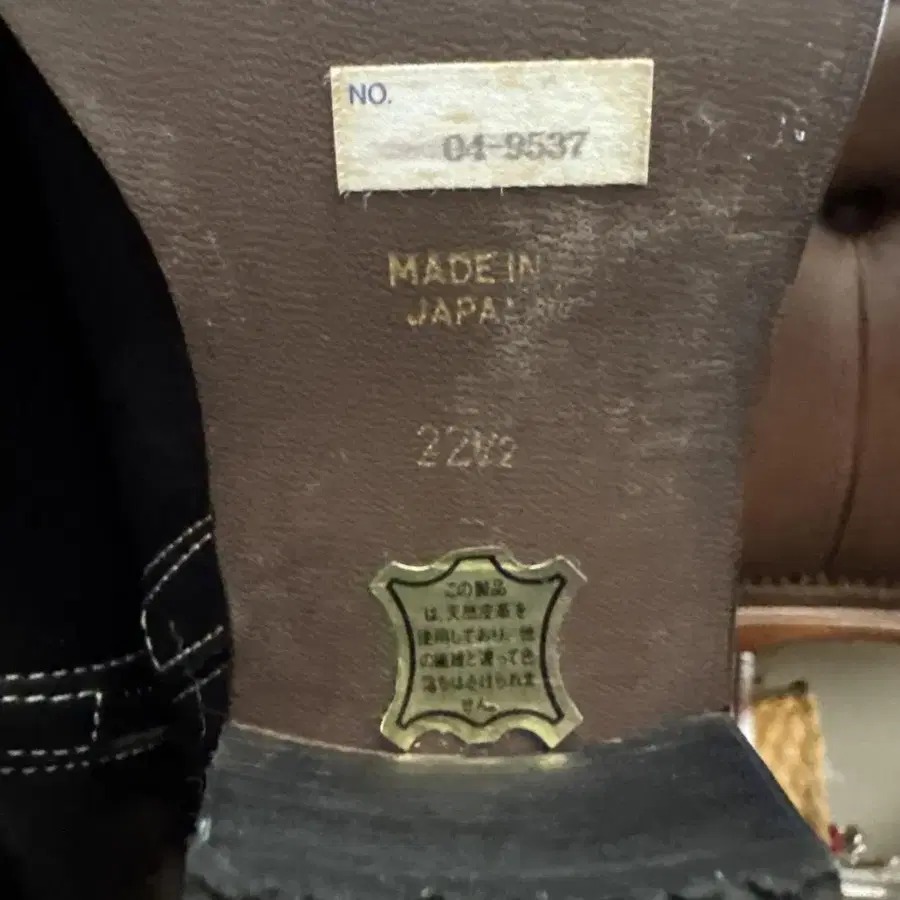 NO.
04-9537
MADE IN
JAPAN
22½
この製品
は、天然皮革を
使用しており、他
の繊維と違って色
落ちはさけられま
せん。